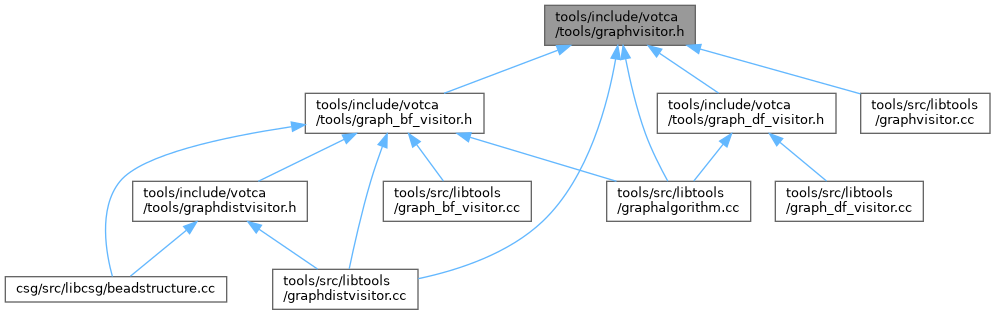 tools/include/votca
/tools/graphvisitor.h
tools/include/votca
/tools/graph_bf_visitor.h
tools/include/votca
/tools/graph_df_visitor.h
tools/src/libtools
/graphvisitor.cc
tools/include/votca
/tools/graphdistvisitor.h
tools/src/libtools
/graph_bf_visitor.cc
tools/src/libtools
/graphalgorithm.cc
tools/src/libtools
/graph_df_visitor.cc
csg/src/libcsg/beadstructure.cc
tools/src/libtools
/graphdistvisitor.cc